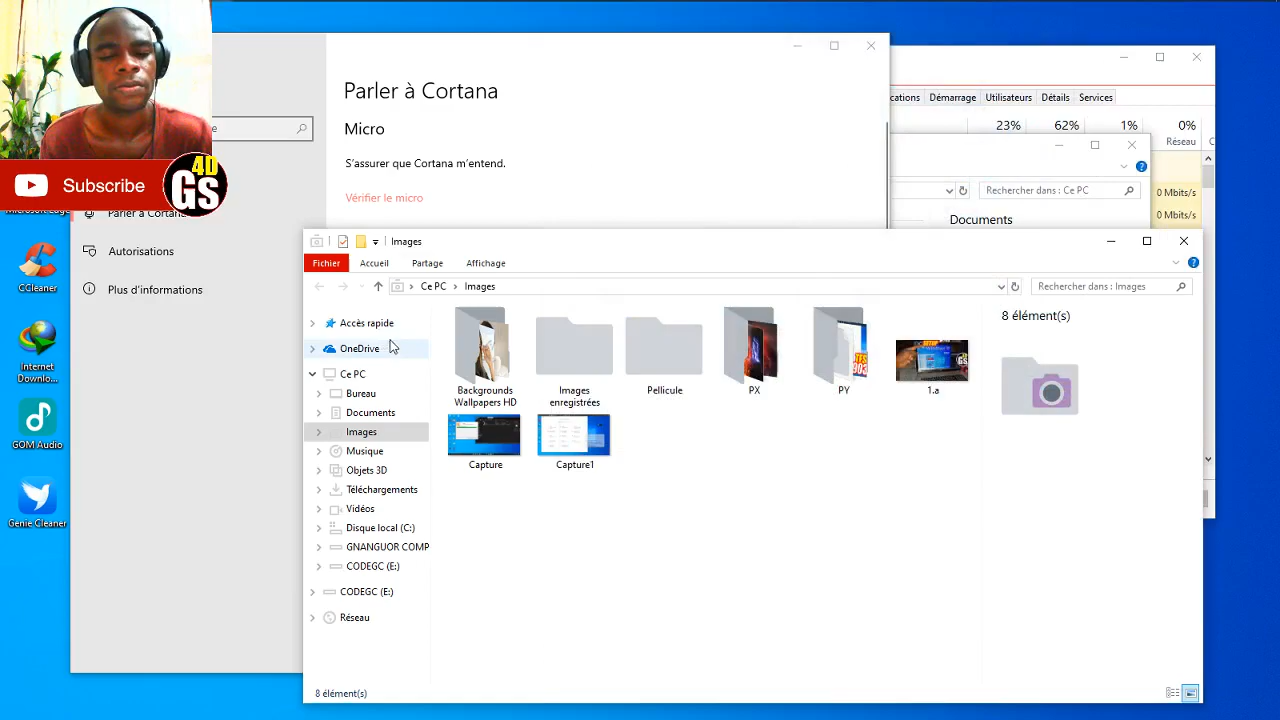 Parler à Cortana
Micro
S'assurer que Cortana m'entend.
Vérifier le micro
e
Subscribe
4D
GS
Parler à Cortana
Autorisations
Plus d'informations
CCleaner
Internet
Downlo...
GOM Audio
Genie Cleaner
cations
Démarrage
Utilisateurs
Détails
Services
23%
62%
1%
0%
Réseau
Rechercher dans : Ce PC
0 Mbits/s
Documents
0 Mbits/s
Images
Fichier
Accueil
Partage
Affichage
Ce PC
Images
Rechercher dans : Images
Accès rapide
OneDrive
Ce PC
Bureau
Documents
Images
Musique
Objets 3D
Téléchargements
Vidéos
Disque local (C:)
GNANGUOR COMP
CODEGC (E:)
CODEGC (E:)
Réseau
Backgrounds
Wallpapers HD
Images
enregistrées
Pellicule
PX
PY
1.a
Capture
Capture1
8 élément(s)
8 élément(s)